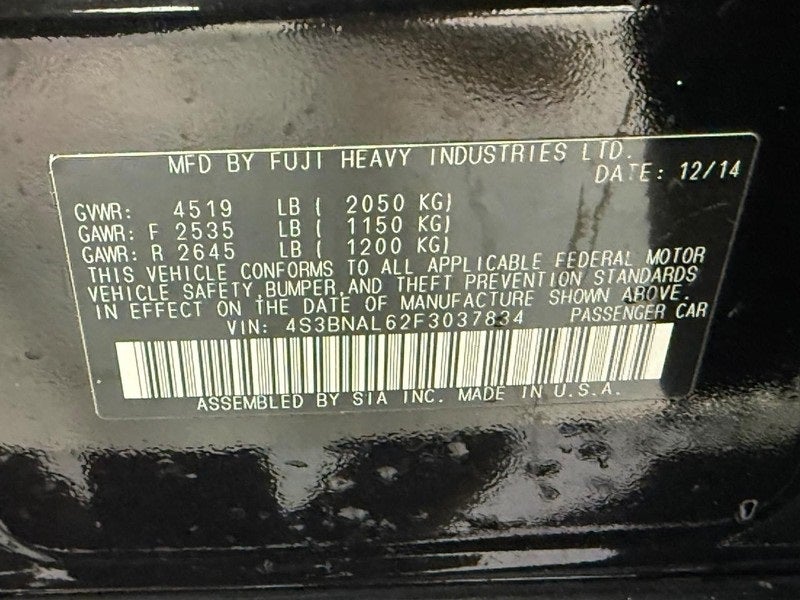 MFD BY FUJI HEAVY INDUSTRIES LTD.
DATE: 12/14
GVWR: 4519 LB ( 2050 KG)
GAWR: F 2535 LB ( 1150 KG)
GAWR: R 2645 LB ( 1200 KG)
THIS VEHICLE CONFORMS TO ALL APPLICABLE FEDERAL MOTOR
VEHICLE SAFETY,BUMPER,AND THEFT PREVENTION STANDARDS
IN EFFECT ON THE DATE OF MANUFACTURE SHOWN ABOVE.
VIN: 4S3BNAL62F3037834 PASSENGER CAR
ASSEMBLED BY SIA INC. MADE IN U.S.A.